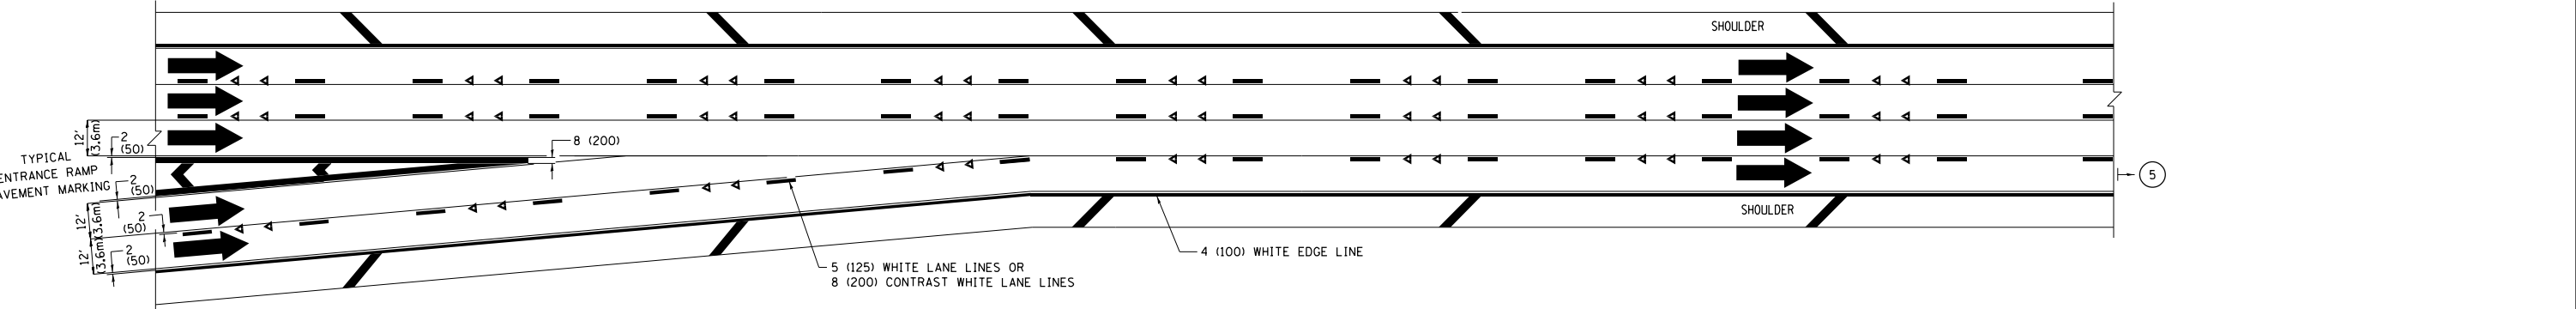 SHOULDER
12'
(3.6m)
2
(50)
8 (200)
TYPICAL
ENTRANCE RAMP
AVEMENT MARKING
2
(50)
5
12'
(3.6m)
2
(50)
SHOULDER
12'
(3.6m)
2
(50)
4 (100) WHITE EDGE LINE
5 (125) WHITE LANE LINES OR
8 (200) CONTRAST WHITE LANE LINES